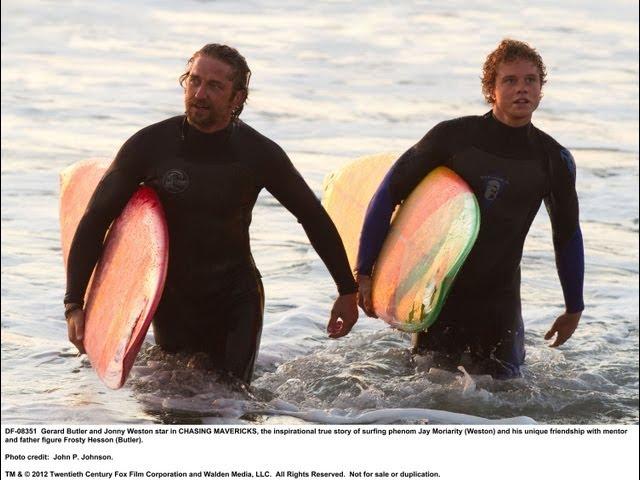 DF-08351 Gerard Butler and Jonny Weston star in CHASING MAVERICKS, the inspirational true story of surfing phenom Jay Moriarity (Weston) and his unique friendship with mentor
and father figure Frosty Hesson (Butler).
Photo credit: John P. Johnson.
TM & © 2012 Twentieth Century Fox Film Corporation and Walden Media, LLC. All Rights Reserved. Not for sale or duplication.